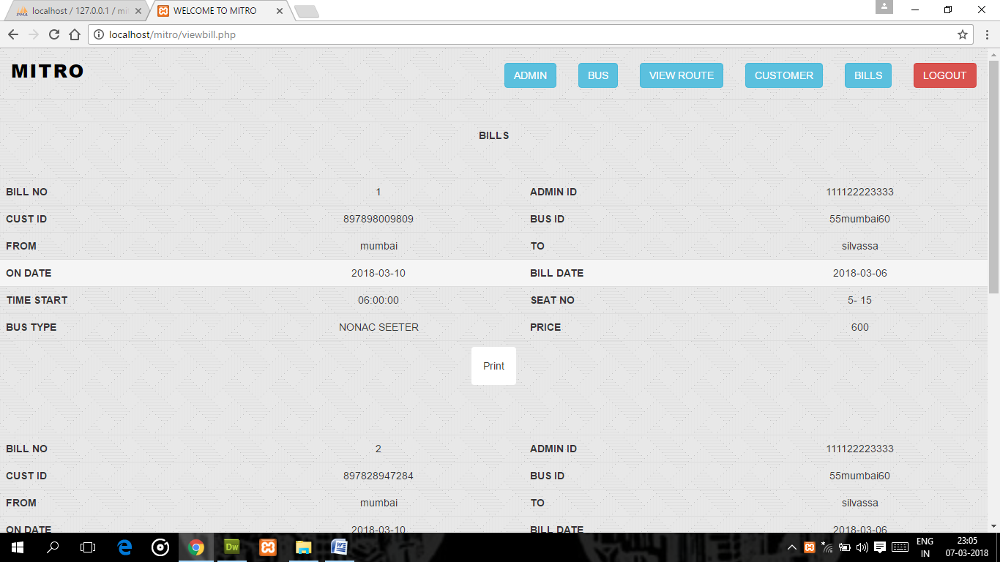 localhost / 127.0.0.1 / mi
WELCOME TO MITRO
localhost/mitro/viewbill.php
MITRO
ADMIN BUS VIEW ROUTE CUSTOMER BILLS LOGOUT
BILLS
BILL NO 1 ADMIN ID 111122223333
CUST ID 897898009809 BUS ID 55mumbai60
FROM mumbai TO silvassa
ON DATE 2018-03-10 BILL DATE 2018-03-06
TIME START 06:00:00 SEAT NO 5- 15
BUS TYPE NONAC SEETER PRICE 600
Print
BILL NO 2 ADMIN ID 111122223333
CUST ID 897828947284 BUS ID 55mumbai60
FROM mumbai TO silvassa
ON DATE 2018-03-10 BILL DATE 2018-03-06
Dw
ENG
IN
23:05
07-03-2018